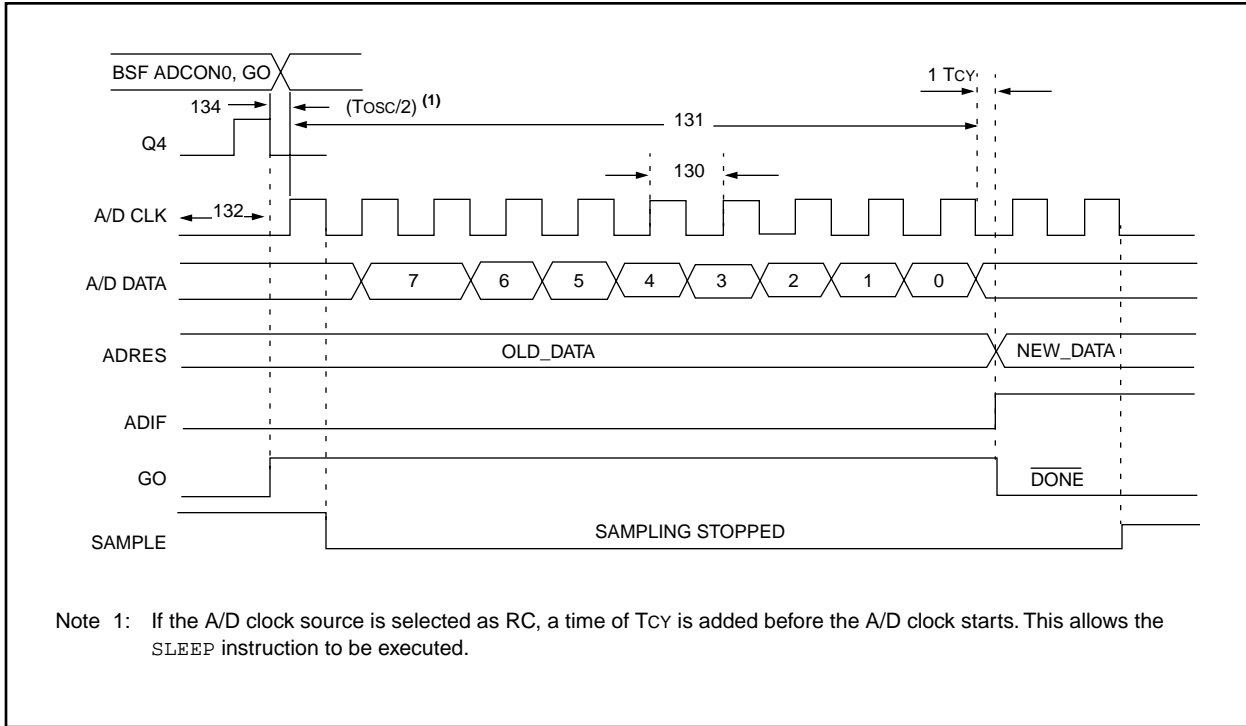 BSF ADCON0, GO
1 TCY
134
(TOSC/2) (1)
131
Q4
130
A/D CLK
132
A/D DATA
7
6
5
4
3
2
1
0
ADRES
OLD_DATA
NEW_DATA
ADIF
GO
DONE
SAMPLE
SAMPLING STOPPED
Note 1: If the A/D clock source is selected as RC, a time of TCY is added before the A/D clock starts. This allows the
SLEEP instruction to be executed.